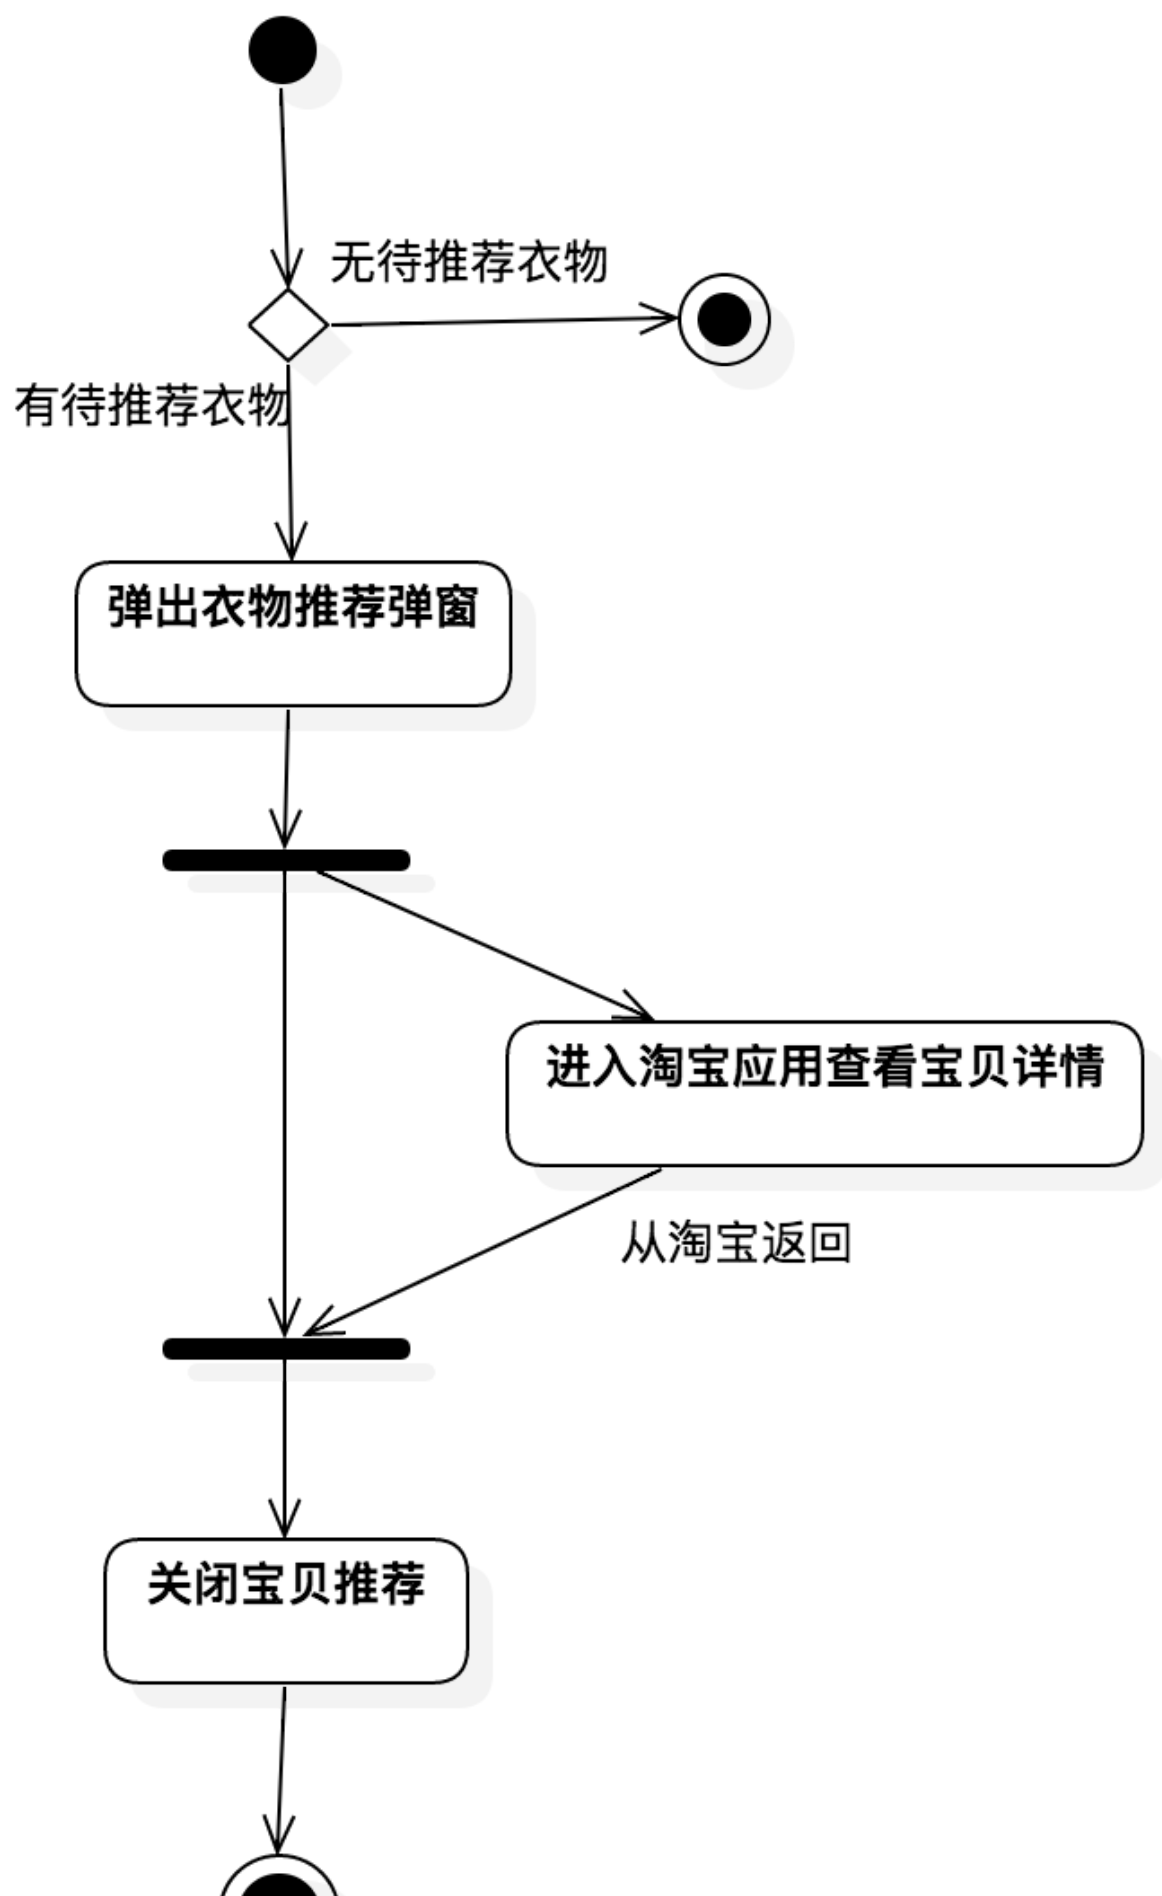 无待推荐衣物
有待推荐衣物
弹出衣物推荐弹窗
进入淘宝应用查看宝贝详情
从淘宝返回
关闭宝贝推荐